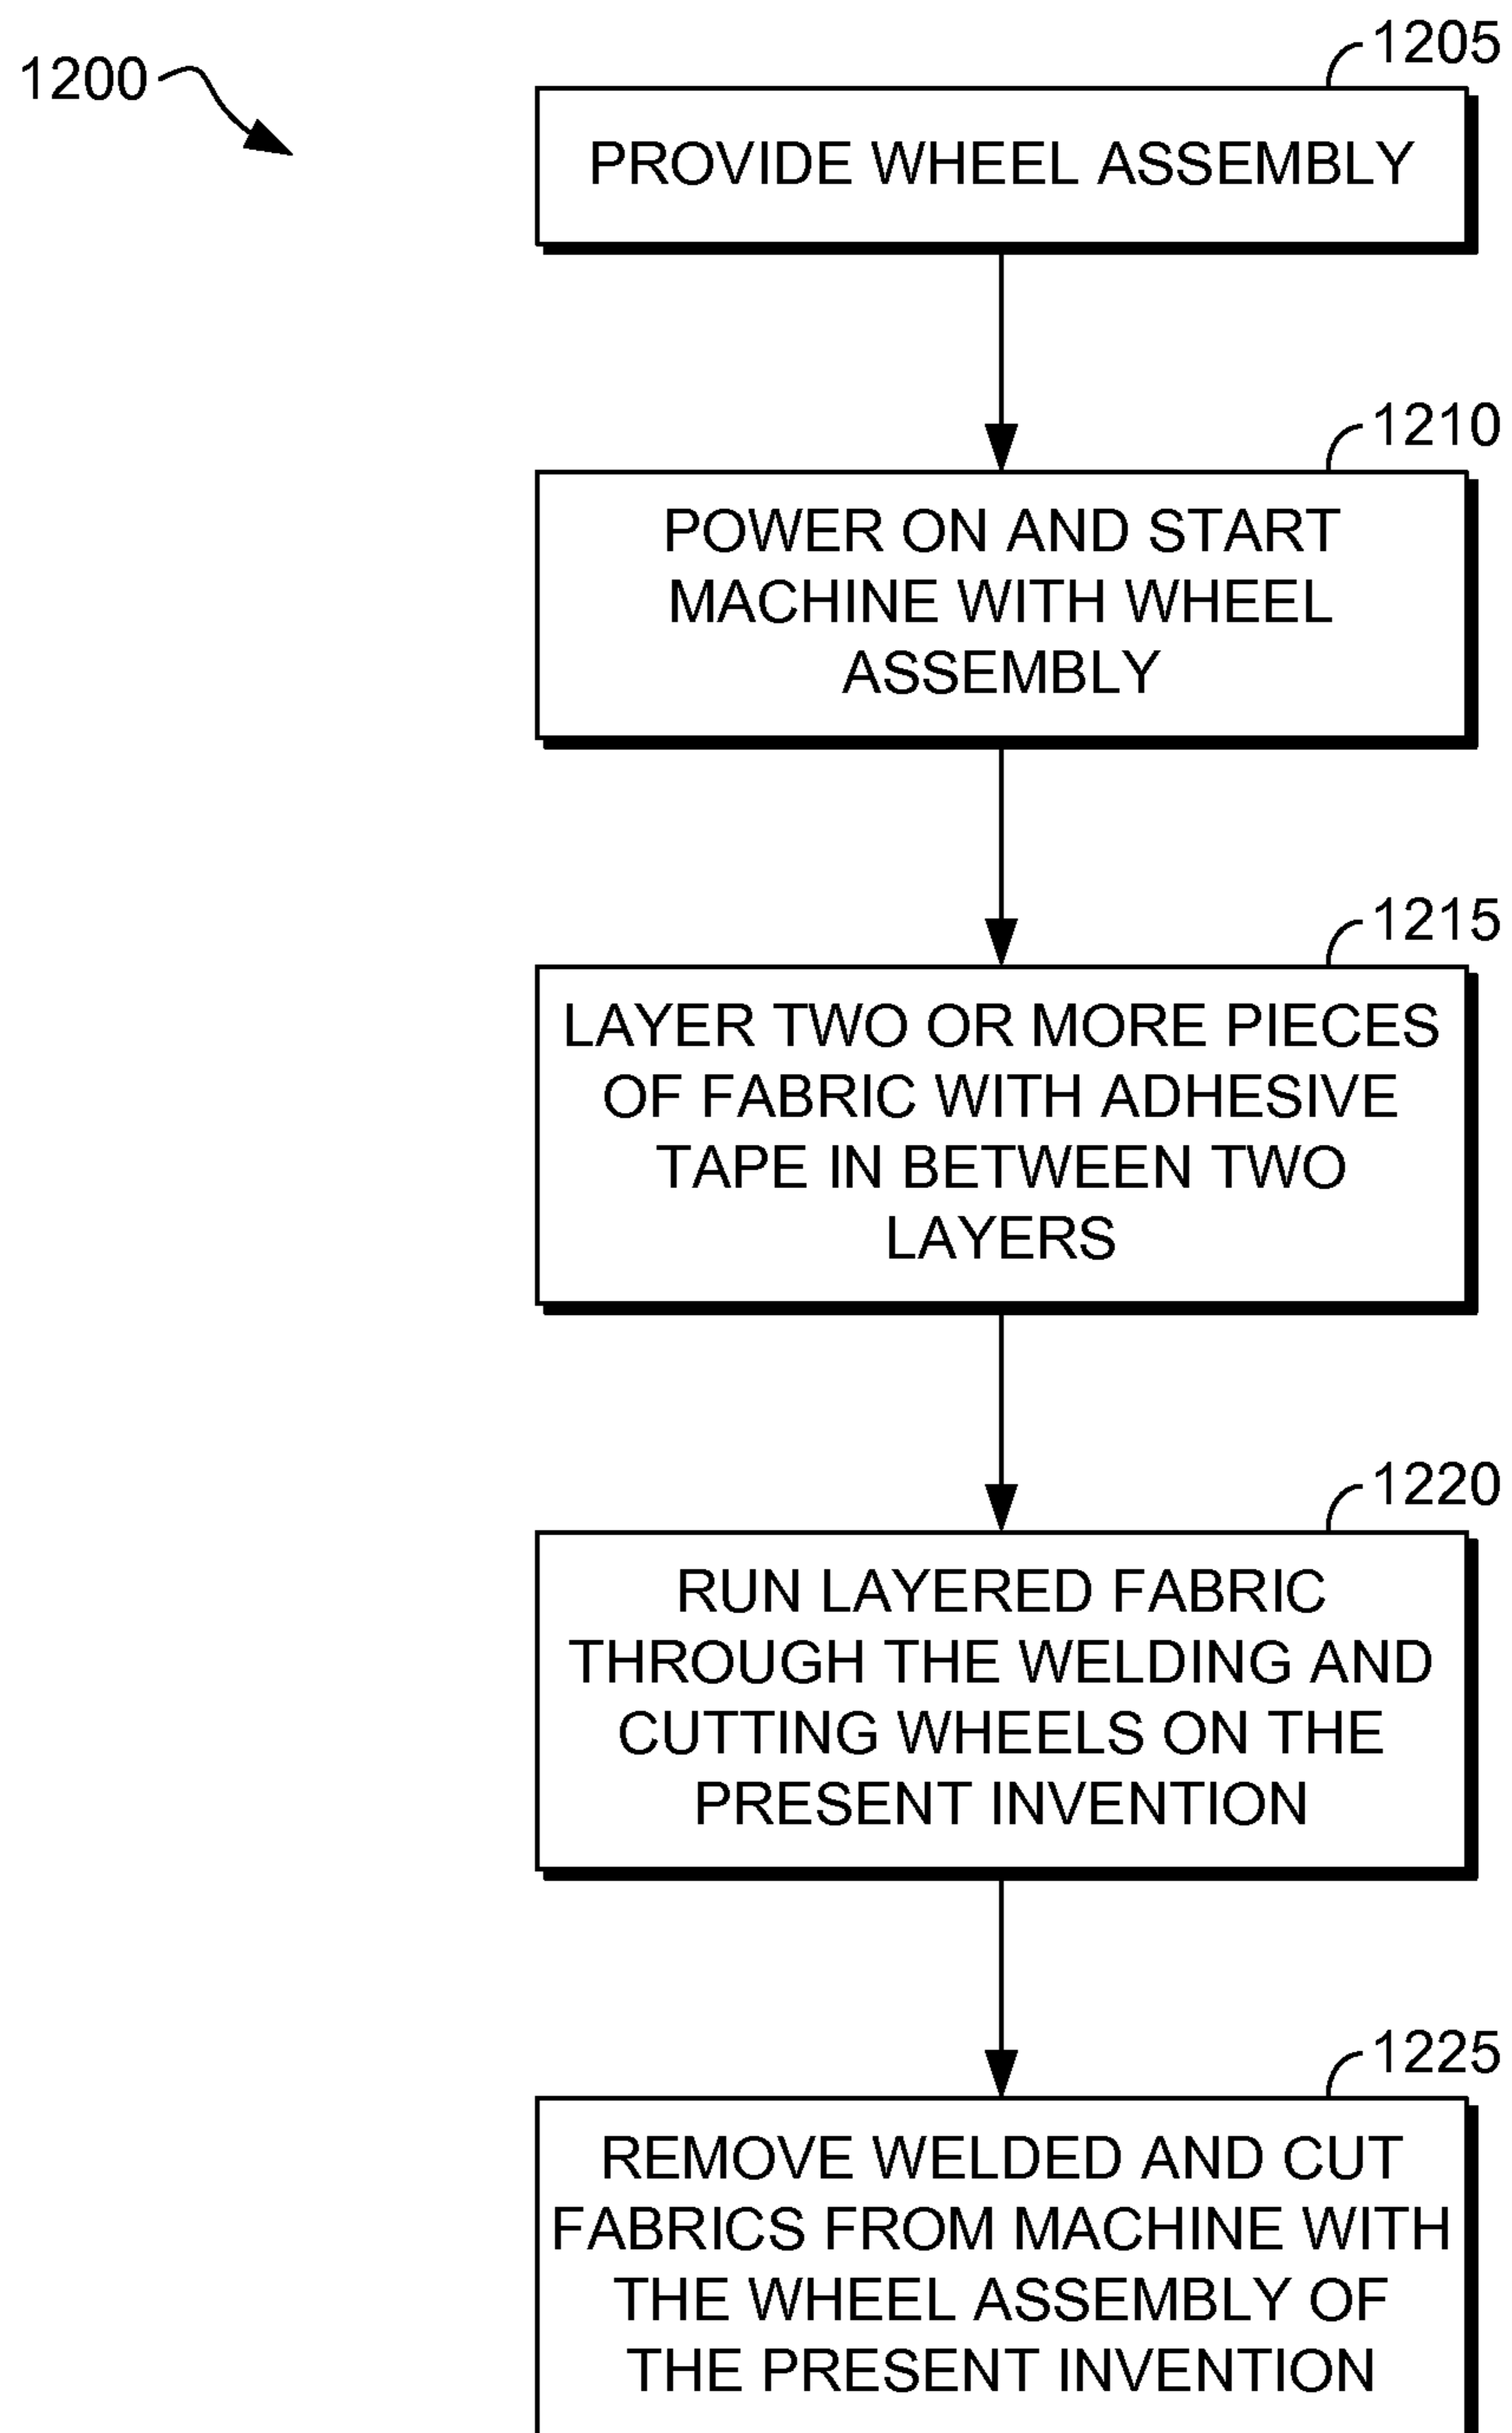 1200
1205
PROVIDE WHEEL ASSEMBLY
1210
POWER ON AND START
MACHINE WITH WHEEL
ASSEMBLY
1215
LAYER TWO OR MORE PIECES
OF FABRIC WITH ADHESIVE
TAPE IN BETWEEN TWO
LAYERS
1220
RUN LAYERED FABRIC
THROUGH THE WELDING AND
CUTTING WHEELS ON THE
PRESENT INVENTION
1225
REMOVE WELDED AND CUT
FABRICS FROM MACHINE WITH
THE WHEEL ASSEMBLY OF
THE PRESENT INVENTION